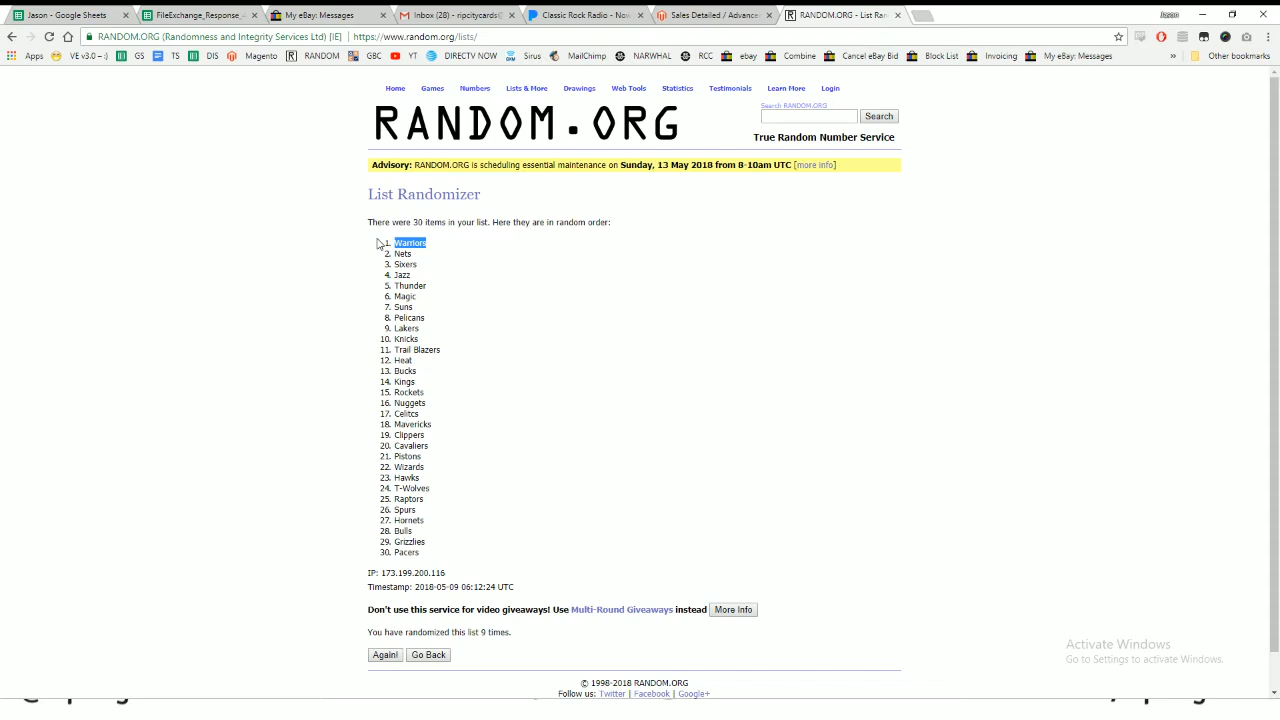 Jason - Google Sheets
FileExchange_Response_4
My eBay: Messages
Inbox (28) - ripcitycards@
Classic Rock Radio - Now
Sales Detailed / Advance
RANDOM.ORG - List Ran
Jason
RANDOM.ORG (Randomness and Integrity Services Ltd) [IE] https://www.random.org/lists/
Apps VE v3.0 – :) GS TS DIS Magento RANDOM GBC YT DIRECTV NOW Sirus MailChimp NARWHAL RCC ebay Combine Cancel eBay Bid Block List Invoicing My eBay: Messages » Other bookmarks
Home Games Numbers Lists & More Drawings Web Tools Statistics Testimonials Learn More Login
Search RANDOM.ORG
RANDOM.ORG
Search
True Random Number Service
Advisory: RANDOM.ORG is scheduling essential maintenance on Sunday, 13 May 2018 from 8-10am UTC [more info]
List Randomizer
There were 30 items in your list. Here they are in random order:
1. Warriors
2. Nets
3. Sixers
4. Jazz
5. Thunder
6. Magic
7. Suns
8. Pelicans
9. Lakers
10. Knicks
11. Trail Blazers
12. Heat
13. Bucks
14. Kings
15. Rockets
16. Nuggets
17. Celitcs
18. Mavericks
19. Clippers
20. Cavaliers
21. Pistons
22. Wizards
23. Hawks
24. T-Wolves
25. Raptors
26. Spurs
27. Hornets
28. Bulls
29. Grizzlies
30. Pacers
IP: 173.199.200.116
Timestamp: 2018-05-09 06:12:24 UTC
Don't use this service for video giveaways! Use Multi-Round Giveaways instead More Info
You have randomized this list 9 times.
Again! Go Back
Activate Windows
Go to Settings to activate Windows.
© 1998-2018 RANDOM.ORG
Follow us: Twitter | Facebook | Google+